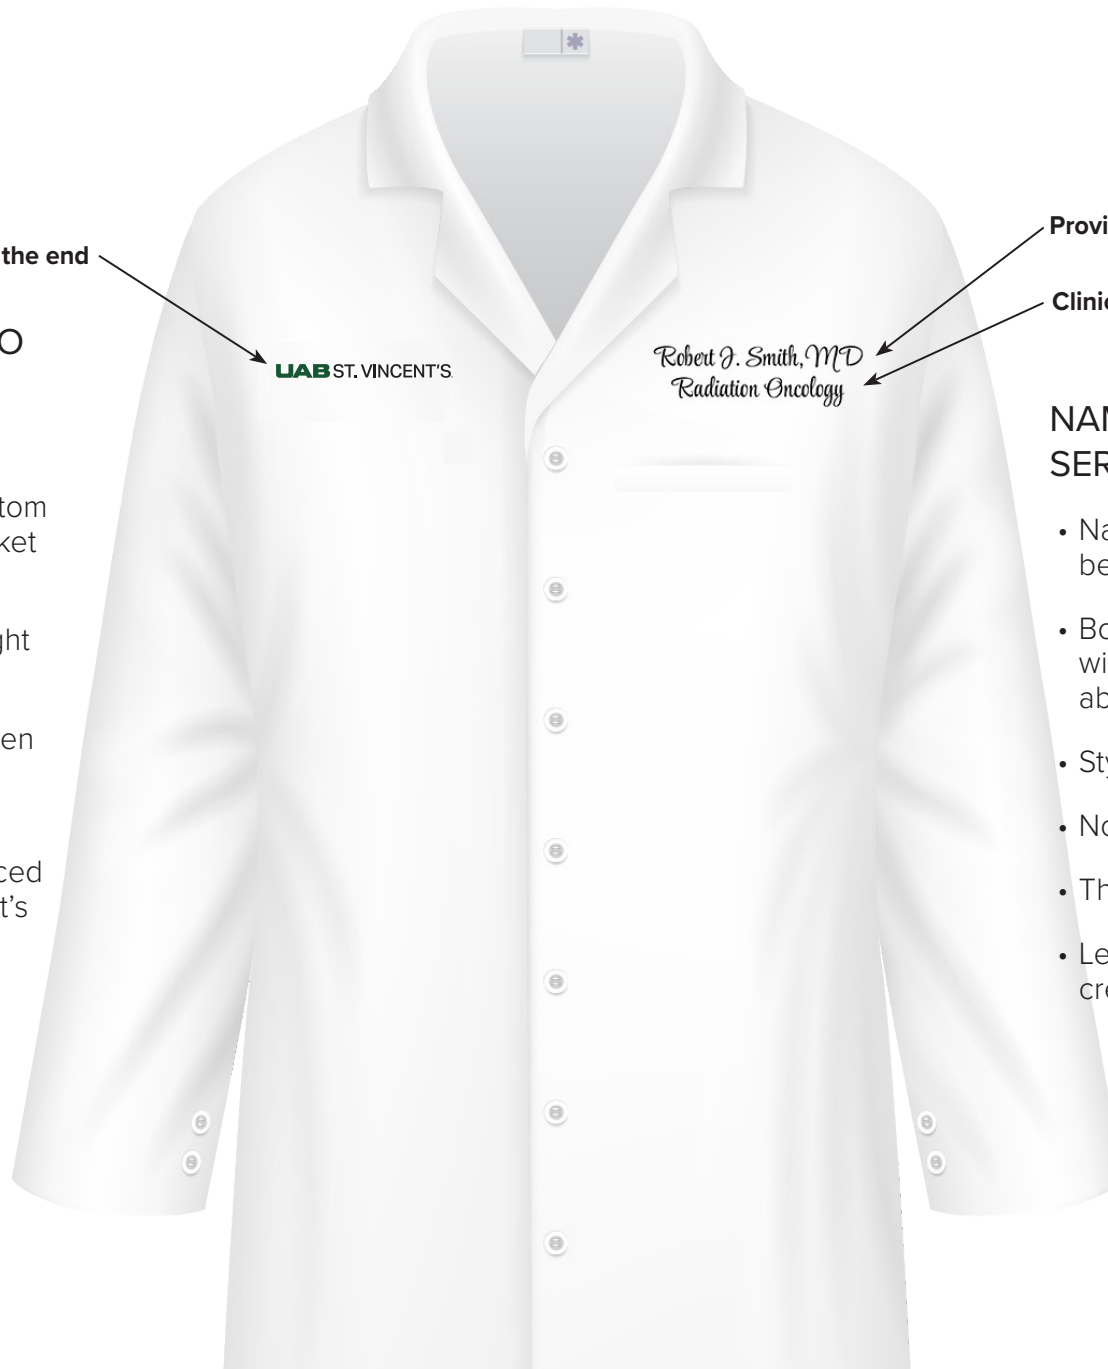 the end
O
UAB ST. VINCENT'S
tom
ket
ght
en
ced
t's
Robert J. Smith, MD
Radiation Oncology
Provi
Clinic
NAM
SER
• Na
be
• Bo
wi
ab
• Sty
• No
• Th
• Le
cre